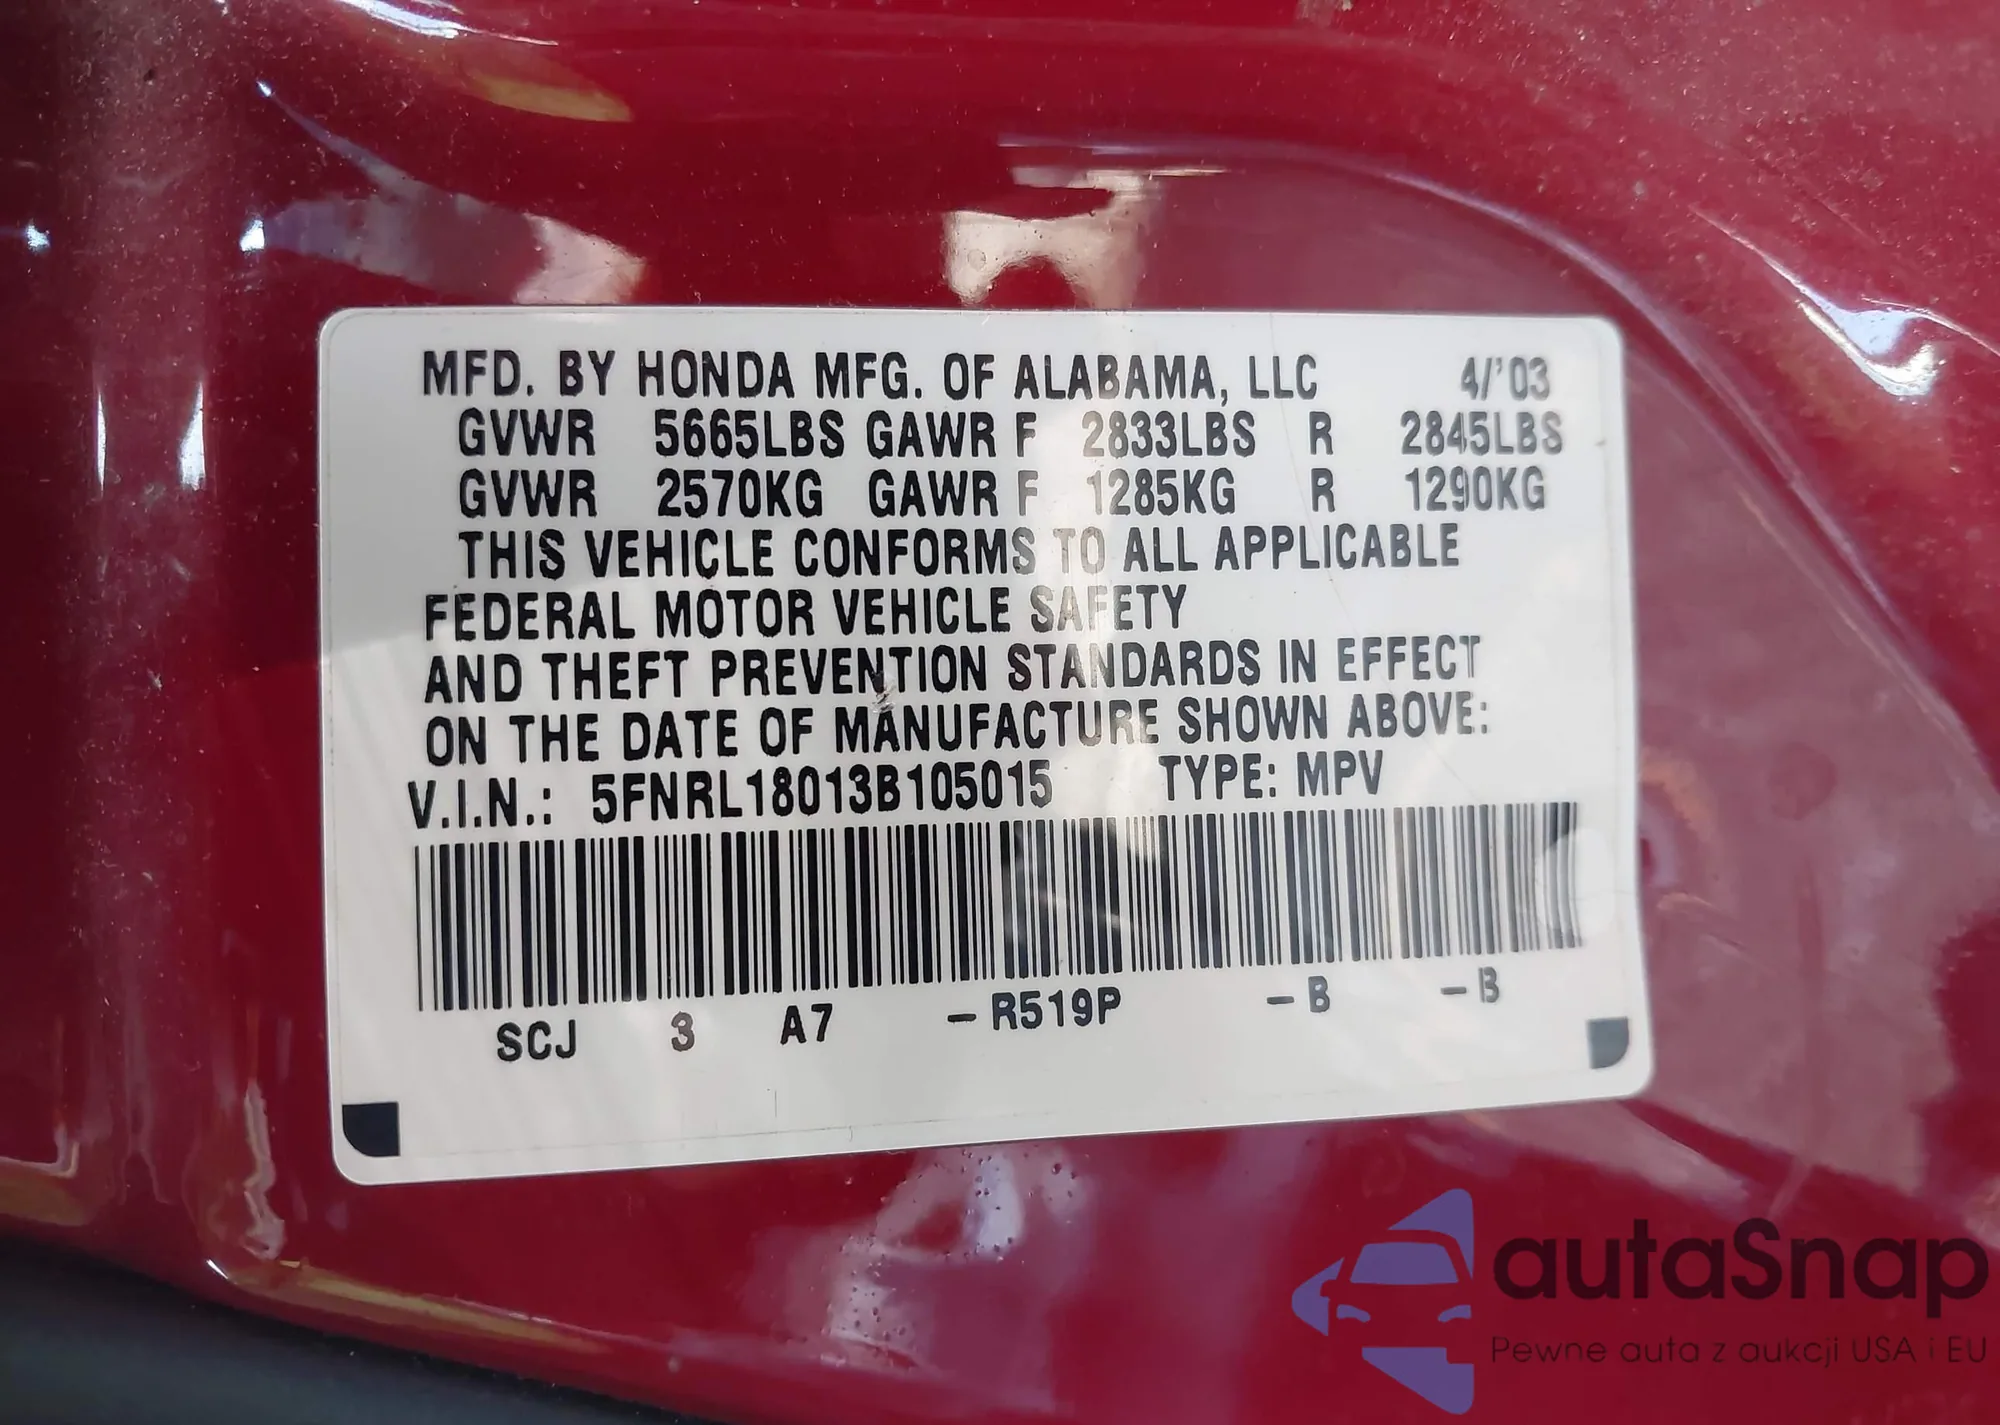 MFD. BY HONDA MFG. OF ALABAMA, LLC 4/'03
GVWR 5665LBS GAWR F 2833LBS R 2845LBS
GVWR 2570KG GAWR F 1285KG R 1290KG
THIS VEHICLE CONFORMS TO ALL APPLICABLE
FEDERAL MOTOR VEHICLE SAFETY
AND THEFT PREVENTION STANDARDS IN EFFECT
ON THE DATE OF MANUFACTURE SHOWN ABOVE:
V.I.N.: 5FNRL18013B105015 TYPE: MPV
SCJ 3 A7 –R519P –B –B
autaSnap
Pewne auta z aukcji USA i EU